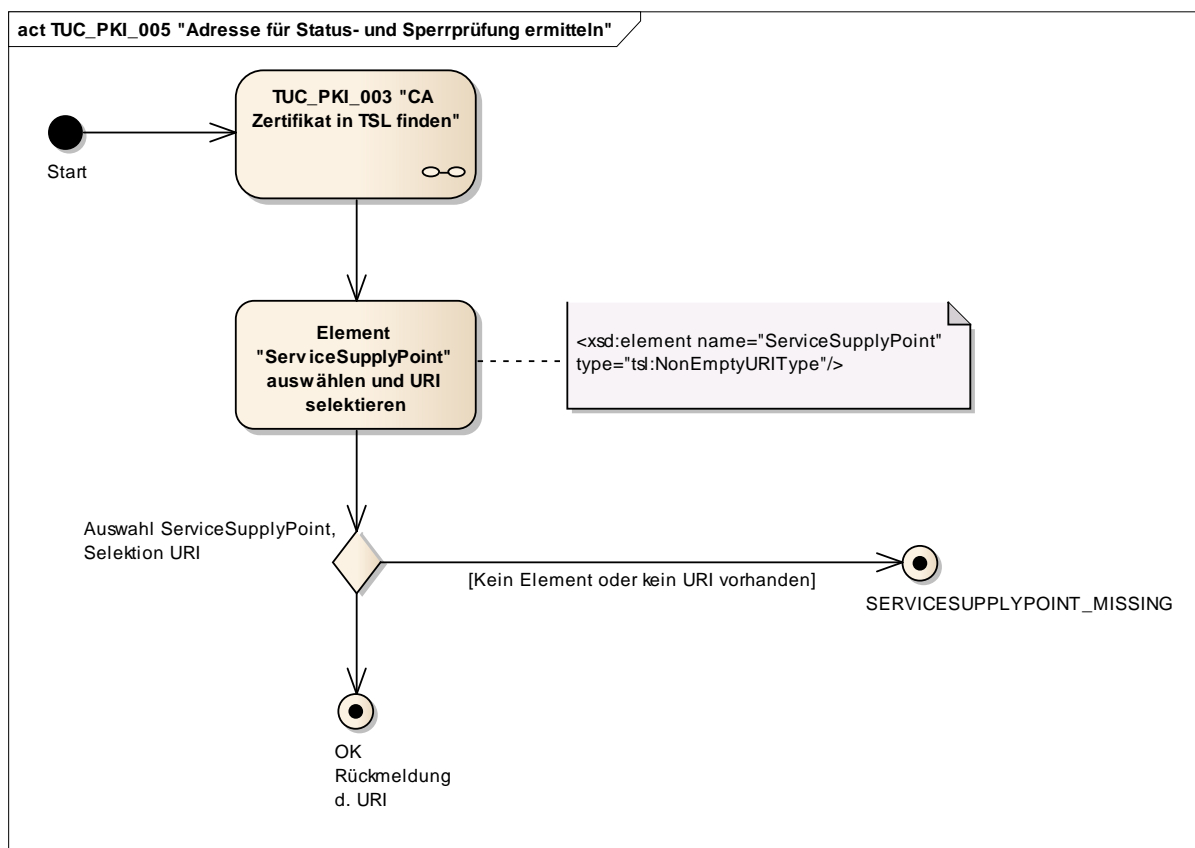 act TUC_PKI_005 "Adresse für Status- und Sperrprüfung ermitteln"
TUC_PKI_003 "CA
Zertifikat in TSL finden"
Start
Element
"ServiceSupplyPoint"
auswählen und URI
selektieren
<xsd:element name="ServiceSupplyPoint"
type="tsl:NonEmptyURIType"/>
Auswahl ServiceSupplyPoint,
Selektion URI
[Kein Element oder kein URI vorhanden]
SERVICESUPPLYPOINT_MISSING
OK
Rückmeldung
d. URI